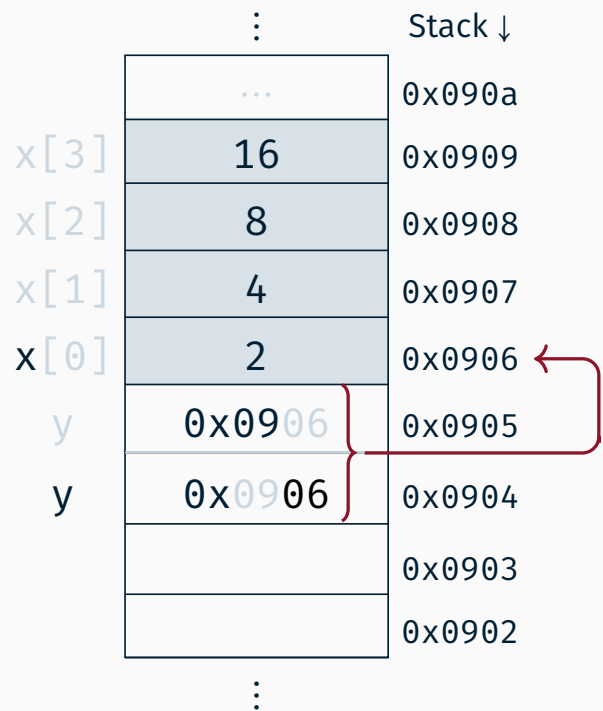 ⋮ Stack ↓
... 0x090a
x[3] 16 0x0909
x[2] 8 0x0908
x[1] 4 0x0907
x[0] 2 0x0906
y 0x0906 0x0905
y 0x0906 0x0904
0x0903
0x0902
⋮